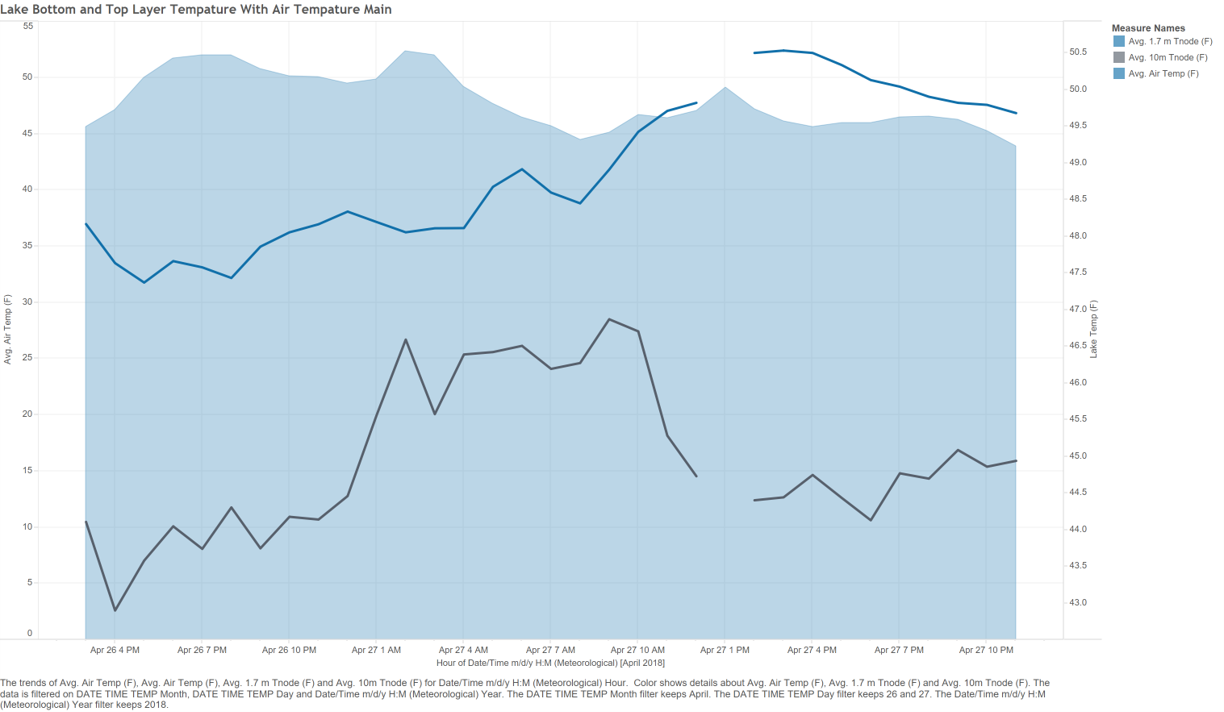 Lake Bottom and Top Layer Tempature With Air Tempature Main
Measure Names
Avg. 1.7 m Tnode (F)
Avg. 10m Tnode (F)
Avg. Air Temp (F)
55
50
45
40
35
30
25
20
15
10
5
0
Avg. Air Temp (F)
50.5
50.0
49.5
49.0
48.5
48.0
47.5
47.0
46.5
46.0
45.5
45.0
44.5
44.0
43.5
43.0
Lake Temp (F)
Apr 26 4 PM Apr 26 7 PM Apr 26 10 PM Apr 27 1 AM Apr 27 4 AM Apr 27 7 AM Apr 27 10 AM Apr 27 1 PM Apr 27 4 PM Apr 27 7 PM Apr 27 10 PM
Hour of Date/Time m/d/y H:M (Meteorological) [April 2018]
The trends of Avg. Air Temp (F), Avg. Air Temp (F), Avg. 1.7 m Tnode (F) and Avg. 10m Tnode (F) for Date/Time m/d/y H:M (Meteorological) Hour. Color shows details about Avg. Air Temp (F), Avg. 1.7 m Tnode (F) and Avg. 10m Tnode (F). The
data is filtered on DATE TIME TEMP Month, DATE TIME TEMP Day and Date/Time m/d/y H:M (Meteorological) Year. The DATE TIME TEMP Month filter keeps April. The DATE TIME TEMP Day filter keeps 26 and 27. The Date/Time m/d/y H:M
(Meteorological) Year filter keeps 2018.